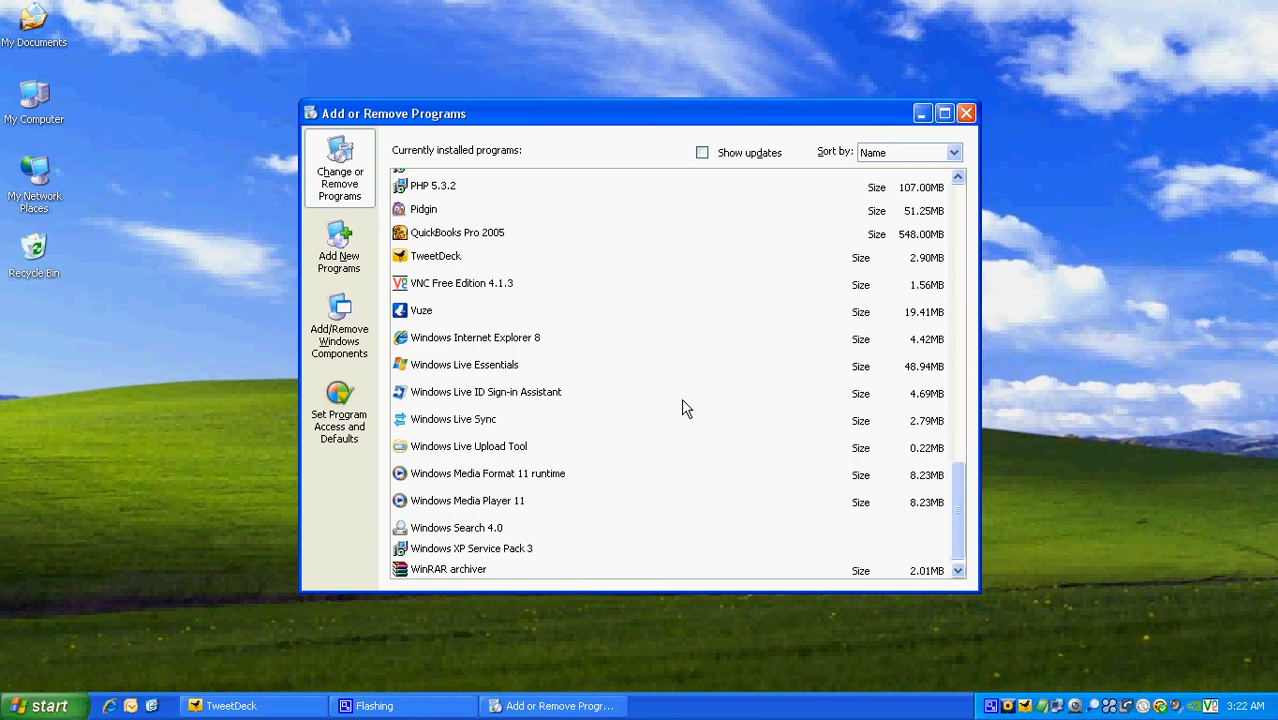 My Documents
My Computer
My Network
Places
Recycle Bin
Add or Remove Programs
Change or
Remove
Programs
Add New
Programs
Add/Remove
Windows
Components
Set Program
Access and
Defaults
Currently installed programs:
Show updates
Sort by: Name
PHP 5.3.2 Size 107.00MB
Pidgin Size 51.25MB
QuickBooks Pro 2005 Size 548.00MB
TweetDeck Size 2.90MB
VNC Free Edition 4.1.3 Size 1.56MB
Vuze Size 19.41MB
Windows Internet Explorer 8 Size 4.42MB
Windows Live Essentials Size 48.94MB
Windows Live ID Sign-in Assistant Size 4.69MB
Windows Live Sync Size 2.79MB
Windows Live Upload Tool Size 0.22MB
Windows Media Format 11 runtime Size 8.23MB
Windows Media Player 11 Size 8.23MB
Windows Search 4.0
Windows XP Service Pack 3
WinRAR archiver Size 2.01MB
start TweetDeck Flashing Add or Remove Progr... 3:22 AM